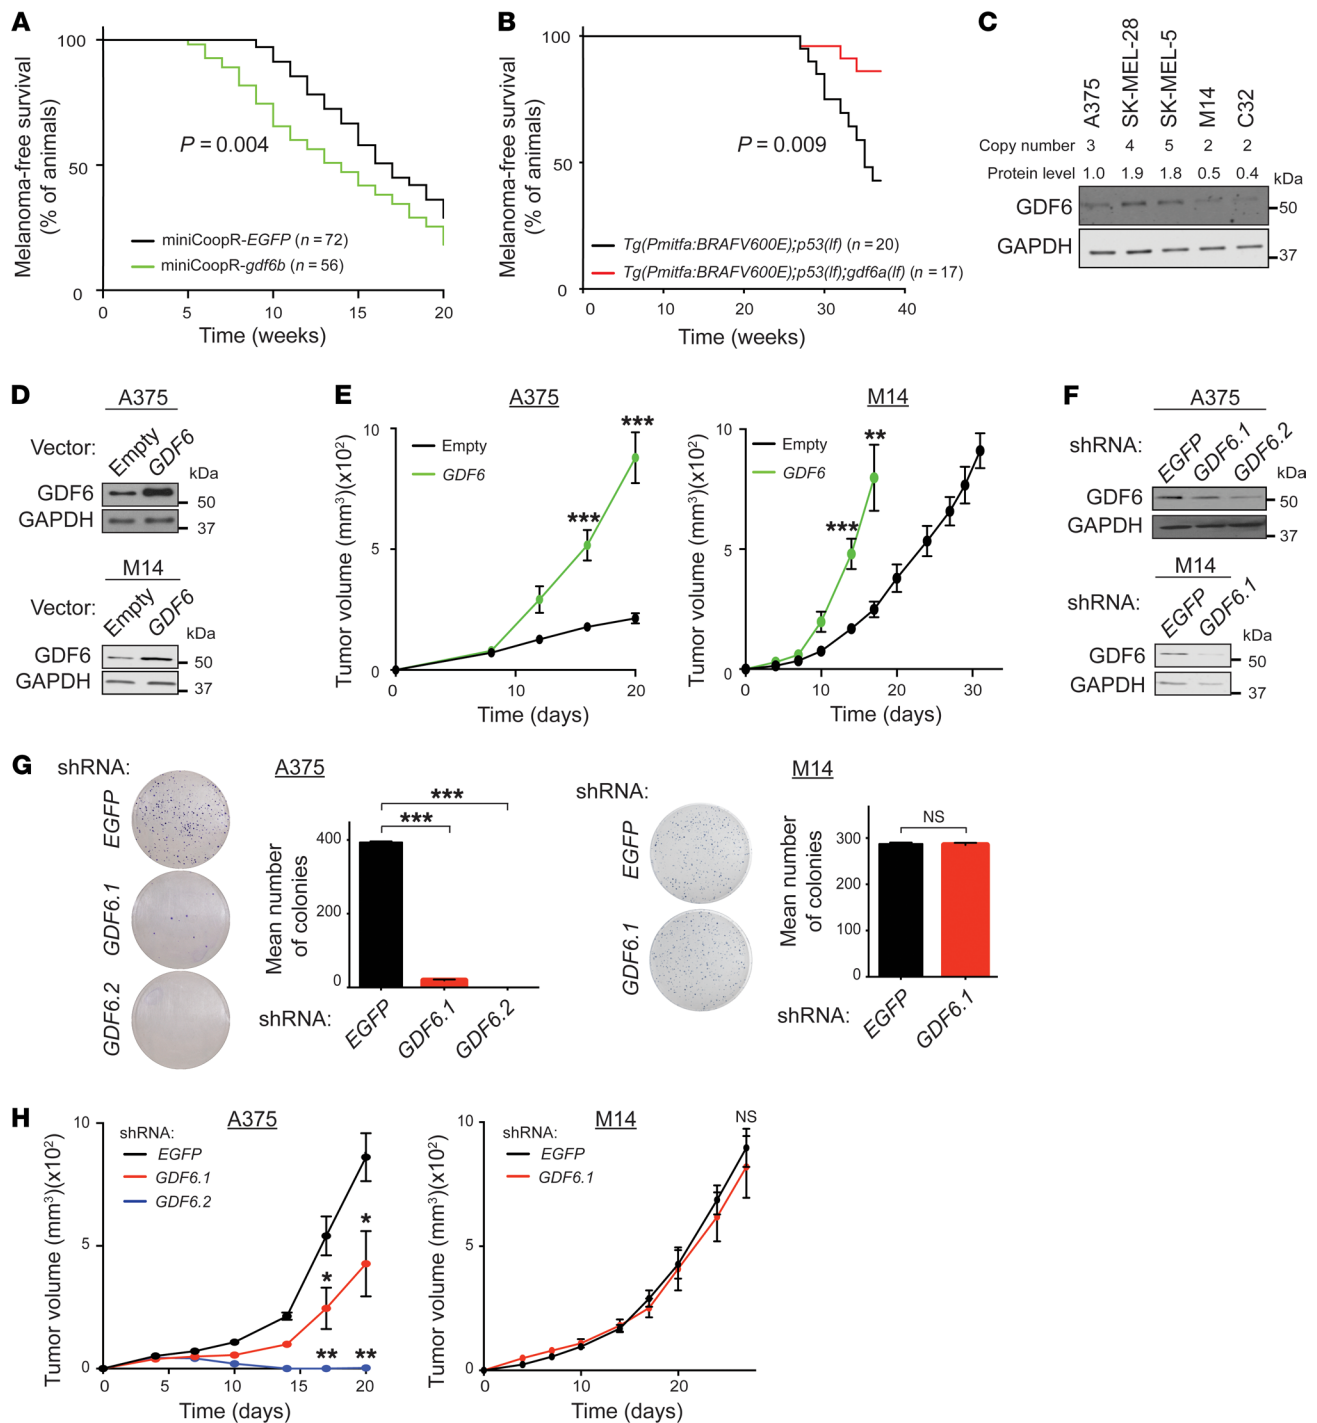 A
100
50
0
Melanoma-free survival
(% of animals)
P = 0.004
miniCoopR-EGFP (n = 72)
miniCoopR-gdf6b (n = 56)
0 5 10 15 20
Time (weeks)
B
100
50
0
Melanoma-free survival
(% of animals)
P = 0.009
Tg(Pmitfa:BRAFV600E);p53(lf) (n = 20)
Tg(Pmitfa:BRAFV600E);p53(lf);gdf6a(lf) (n = 17)
0 10 20 30 40
Time (weeks)
C
A375 SK-MEL-28 SK-MEL-5 M14 C32
Copy number 3 4 5 2 2
Protein level 1.0 1.9 1.8 0.5 0.4 kDa
GDF6 50
GAPDH 37
D
A375
Vector: Empty GDF6
kDa
GDF6 50
GAPDH 37
M14
Vector: Empty GDF6
kDa
GDF6 50
GAPDH 37
E
A375
Empty
GDF6
***
***
10
5
0
Tumor volume (mm3)(x102)
0 10 20
Time (days)
M14
Empty
GDF6
**
***
10
5
0
Tumor volume (mm3)(x102)
0 10 20 30
Time (days)
F
A375
shRNA: EGFP GDF6.1 GDF6.2
kDa
GDF6 50
GAPDH 37
M14
shRNA: EGFP GDF6.1
kDa
GDF6 50
GAPDH 37
G
shRNA:
EGFP
GDF6.1
GDF6.2
A375
***
***
400
200
0
Mean number
of colonies
shRNA: EGFP GDF6.1 GDF6.2
shRNA:
EGFP
GDF6.1
M14
NS
300
200
100
0
Mean number
of colonies
shRNA: EGFP GDF6.1
H
A375
shRNA:
EGFP
GDF6.1
GDF6.2
*
*
** **
10
5
0
Tumor volume (mm3)(x102)
0 5 10 15 20
Time (days)
M14
shRNA:
EGFP
GDF6.1
NS
10
5
0
Tumor volume (mm3)(x102)
0 10 20
Time (days)